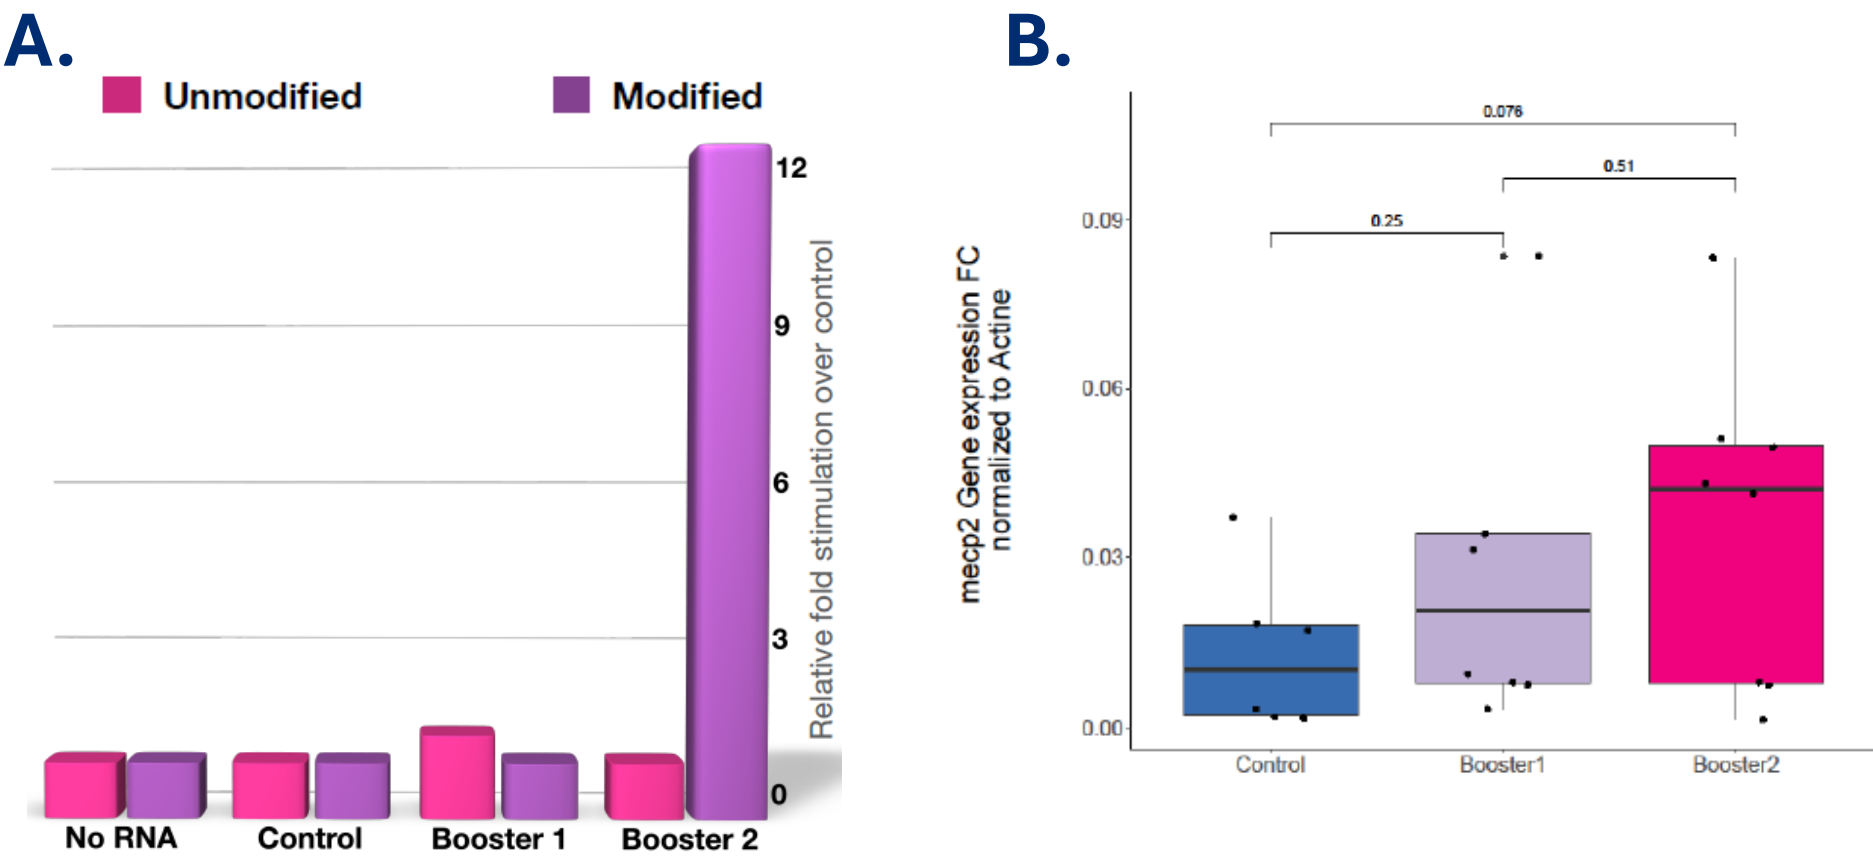 A.
Unmodified
Modified
12
9
6
3
0
Relative fold stimulation over control
No RNA
Control
Booster 1
Booster 2
B.
0.076
0.51
0.25
0.09
0.06
0.03
0.00
mecp2 Gene expression FC
normalized to Actine
Control
Booster1
Booster2